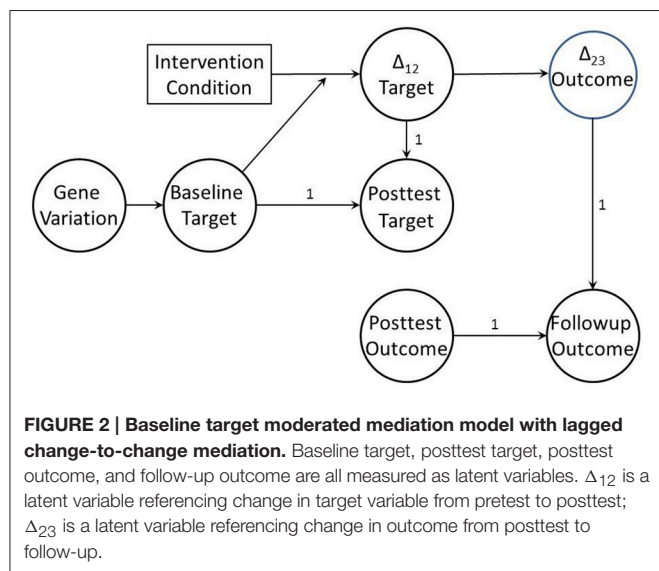 Intervention
Condition
Δ12
Target
Δ23
Outcome
1
Gene
Variation
Baseline
Target
1
Posttest
Target
1
Posttest
Outcome
1
Followup
Outcome
FIGURE 2 | Baseline target moderated mediation model with lagged
change-to-change mediation. Baseline target, posttest target, posttest
outcome, and follow-up outcome are all measured as latent variables. Δ12 is a
latent variable referencing change in target variable from pretest to posttest;
Δ23 is a latent variable referencing change in outcome from posttest to
follow-up.